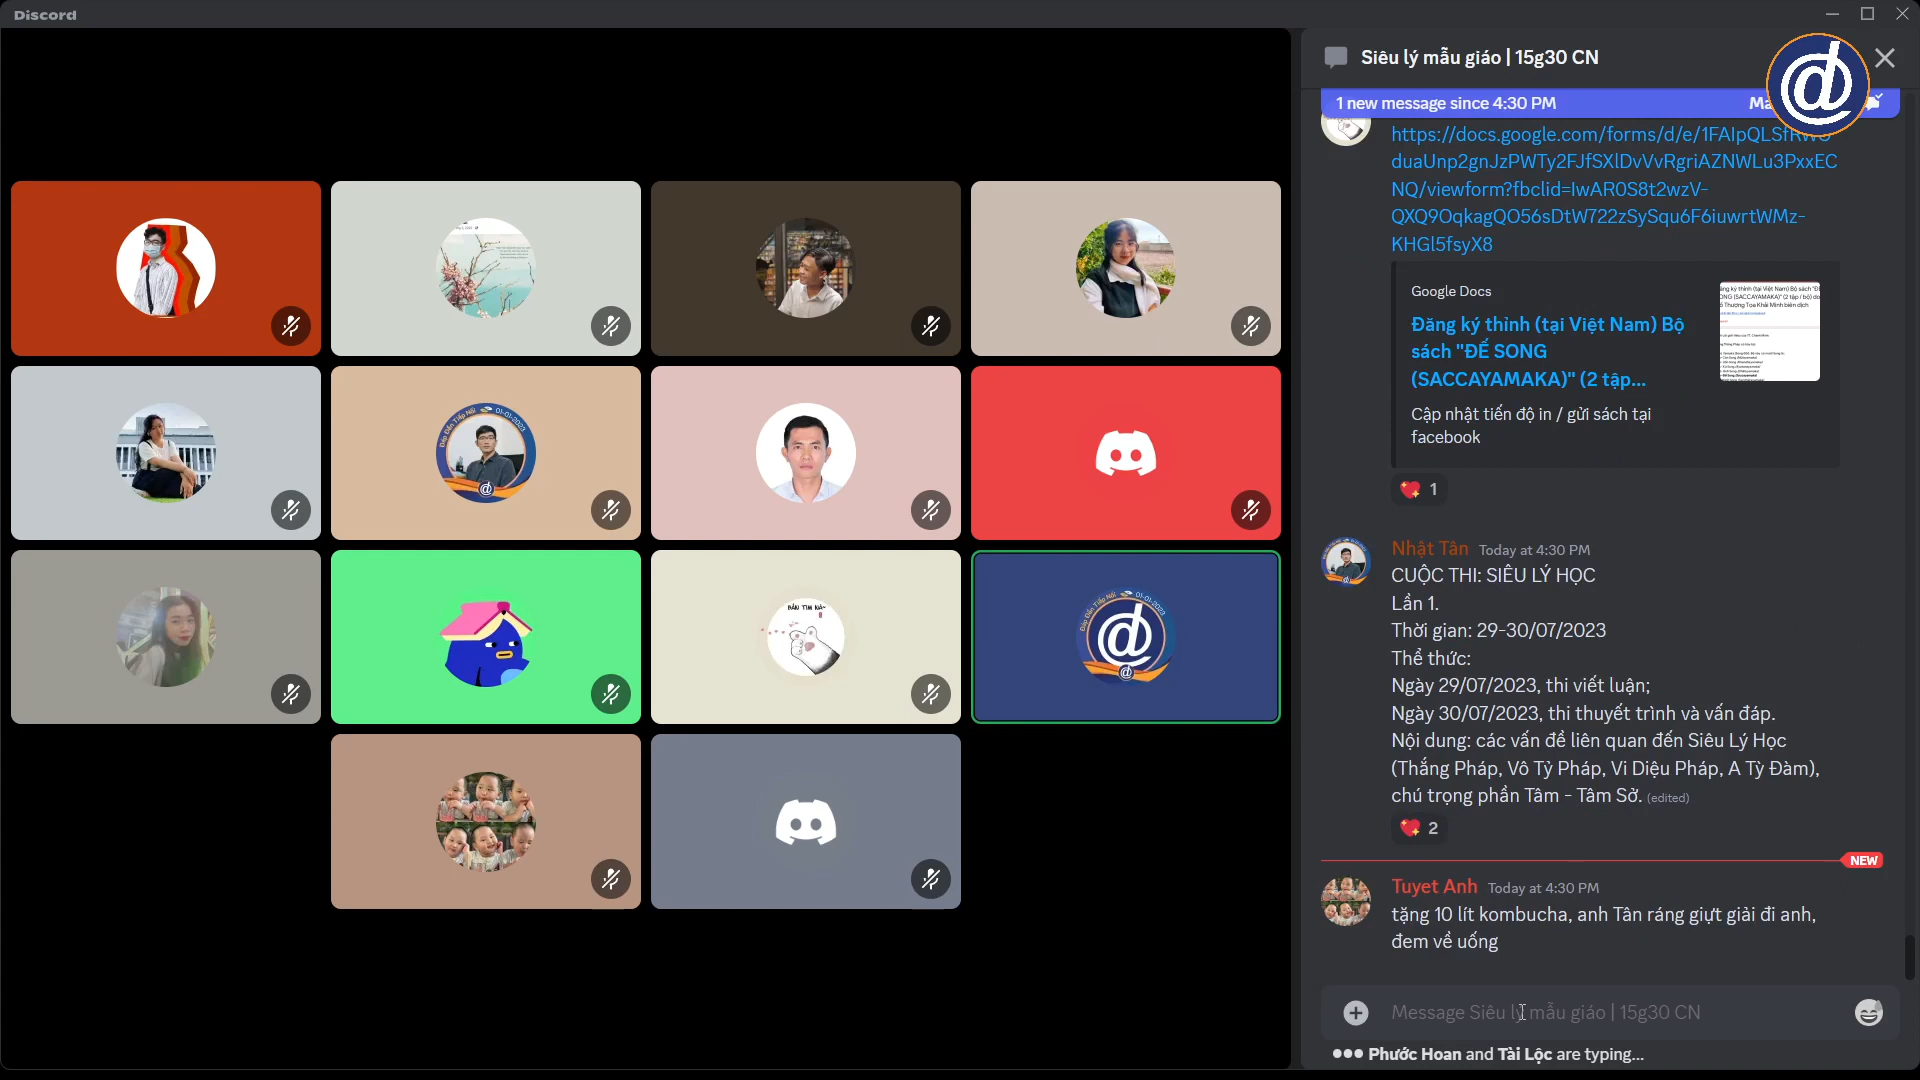 Discord
Siêu lý mẫu giáo | 15g30 CN
1 new message since 4:30 PM
https://docs.google.com/forms/d/e/
duaUnp2gnJzPWTy2FJfSXlDvVvRgriAZNWLu3PxxEC
NQ/viewform?fbclid=IwAR0S8t2wzV-
QXQ9OqkagQO56sDtW722zSySqu6F6iuwrtWMz-
KHGl5fsyX8
Google Docs
Đăng ký thỉnh (tại Việt Nam) Bộ
sách "ĐẾ SONG
(SACCAYAMAKA)" (2 tập...
Cập nhật tiến độ in / gửi sách tại
facebook
1
Nhật Tân Today at 4:30 PM
CUỘC THI: SIÊU LÝ HỌC
Lần 1.
Thời gian: 29-30/07/2023
Thể thức:
Ngày 29/07/2023, thi viết luận;
Ngày 30/07/2023, thi thuyết trình và vấn đáp.
Nội dung: các vấn đề liên quan đến Siêu Lý Học
(Thắng Pháp, Vô Tỷ Pháp, Vi Diệu Pháp, A Tỳ Đàm),
chú trọng phần Tâm - Tâm Sở. (edited)
2
NEW
Tuyet Anh Today at 4:30 PM
tặng 10 lít kombucha, anh Tân ráng giựt giải đi anh,
đem về uống
Message Siêu lý mẫu giáo | 15g30 CN
Phước Hoan and Tài Lộc are typing...